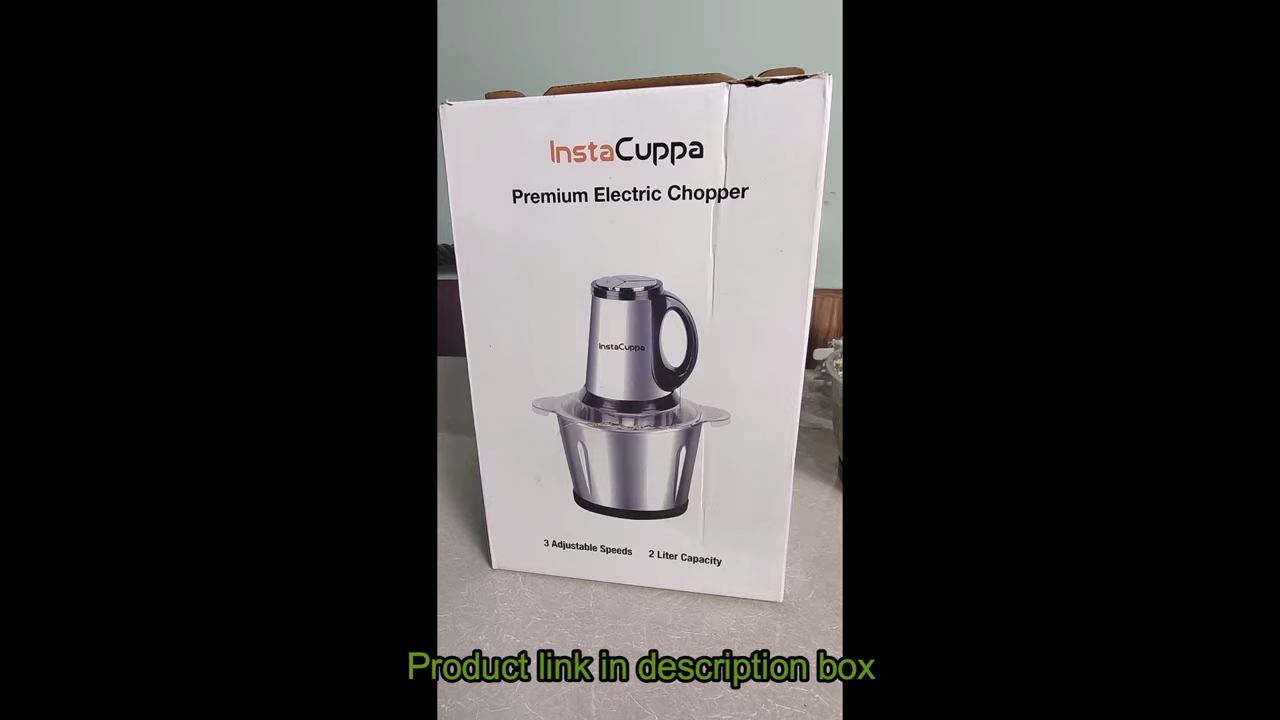 InstaCuppa
Premium Electric Chopper
InstaCuppa
3 Adjustable Speeds 2 Liter Capacity
Product link in description box